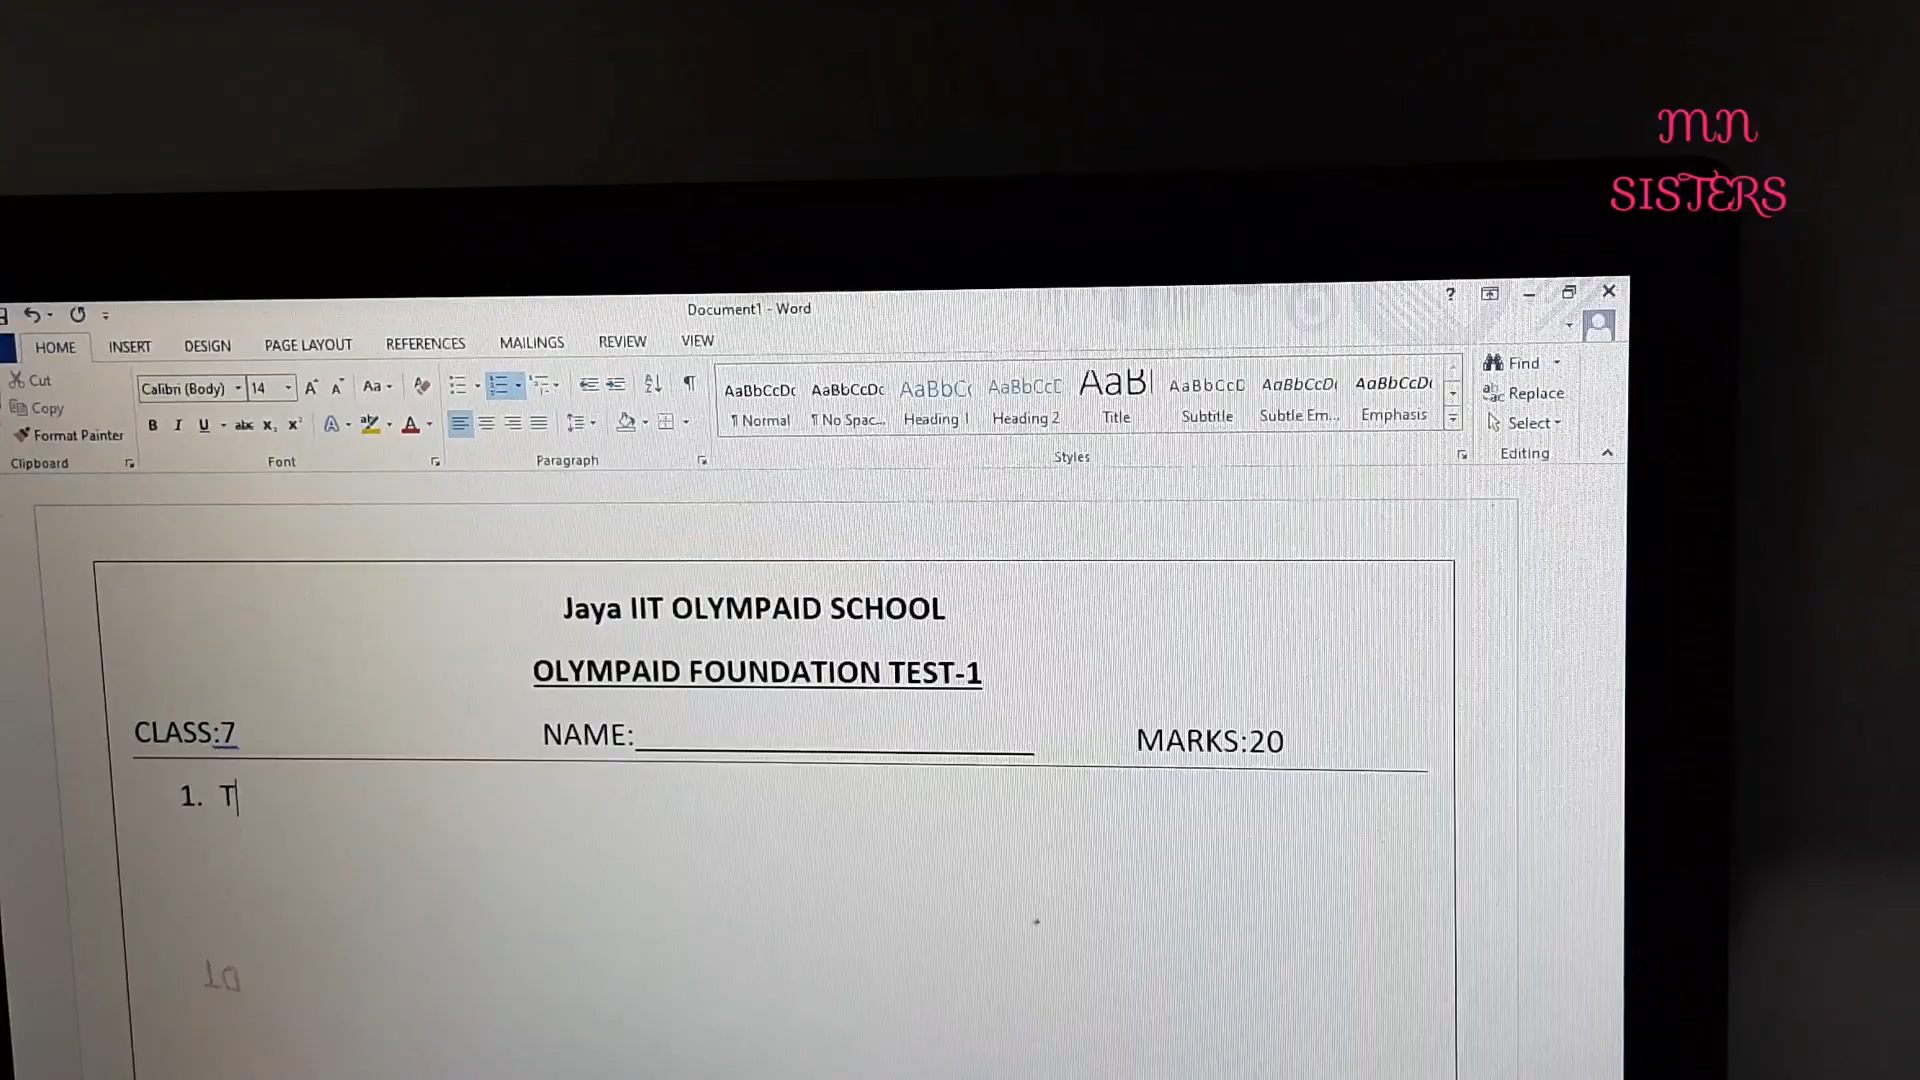 MN
SISTERS
Document1 - Word
HOME INSERT DESIGN PAGE LAYOUT REFERENCES MAILINGS REVIEW VIEW
Cut
Copy
Format Painter
Clipboard
Calibri (Body) 14
Font
Paragraph
AaBbCcDc AaBbCcDc AaBbC( AaBbCcD AaB AaBbCcD AaBbCcD( AaBbCcD(
¶ Normal ¶ No Spac... Heading 1 Heading 2 Title Subtitle Subtle Em... Emphasis
Styles
Find
Replace
Select
Editing
Jaya IIT OLYMPAID SCHOOL
OLYMPAID FOUNDATION TEST-1
CLASS:7 NAME: MARKS:20
1. T